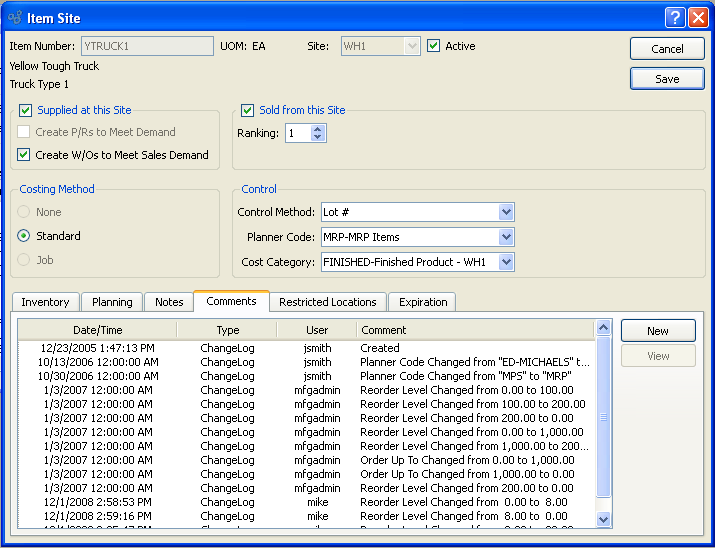 Item Site
Item Number: YTRUCK1 UOM: EA Site: WH1 Active
Cancel
Yellow Tough Truck
Truck Type 1
Save
Supplied at this Site
Sold from this Site
Create P/Rs to Meet Demand
Ranking: 1
Create W/Os to Meet Sales Demand
Costing Method
Control
None
Control Method: Lot #
Standard
Planner Code: MRP-MRP Items
Job
Cost Category: FINISHED-Finished Product - WH1
Inventory Planning Notes Comments Restricted Locations Expiration
Date/Time Type User Comment
New
View
12/23/2005 1:47:13 PM ChangeLog jsmith Created
10/13/2006 12:00:00 AM ChangeLog jsmith Planner Code Changed from "ED-MICHAELS" t...
10/30/2006 12:00:00 AM ChangeLog jsmith Planner Code Changed from "MPS" to "MRP"
1/3/2007 12:00:00 AM ChangeLog mfgadmin Reorder Level Changed from 0.00 to 100.00
1/3/2007 12:00:00 AM ChangeLog mfgadmin Reorder Level Changed from 100.00 to 200.00
1/3/2007 12:00:00 AM ChangeLog mfgadmin Reorder Level Changed from 200.00 to 0.00
1/3/2007 12:00:00 AM ChangeLog mfgadmin Reorder Level Changed from 0.00 to 1,000.00
1/3/2007 12:00:00 AM ChangeLog mfgadmin Reorder Level Changed from 1,000.00 to 200...
1/3/2007 12:00:00 AM ChangeLog mfgadmin Order Up To Changed from 0.00 to 1,000.00
1/3/2007 12:00:00 AM ChangeLog mfgadmin Order Up To Changed from 1,000.00 to 0.00
1/3/2007 12:00:00 AM ChangeLog mfgadmin Reorder Level Changed from 200.00 to 0.00
12/1/2008 2:58:53 PM ChangeLog mike Reorder Level Changed from 0.00 to 8.00
12/1/2008 2:59:16 PM ChangeLog mike Reorder Level Changed from 8.00 to 0.00